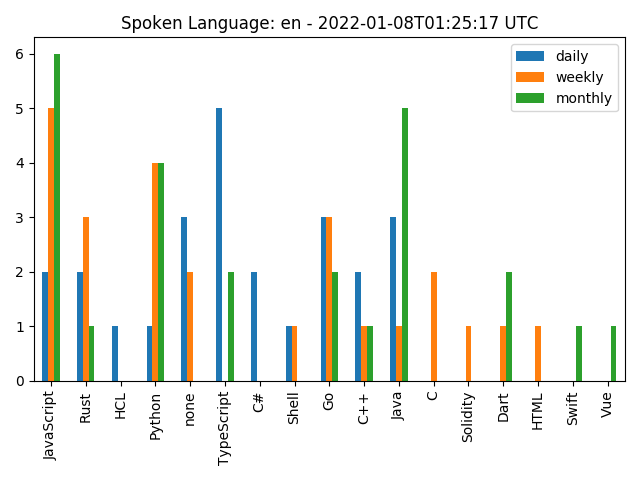 Spoken Language: en - 2022-01-08T01:25:17 UTC
daily
weekly
monthly
6
5
4
3
2
1
0
JavaScript
Rust
HCL
Python
none
TypeScript
C#
Shell
Go
C++
Java
C
Solidity
Dart
HTML
Swift
Vue